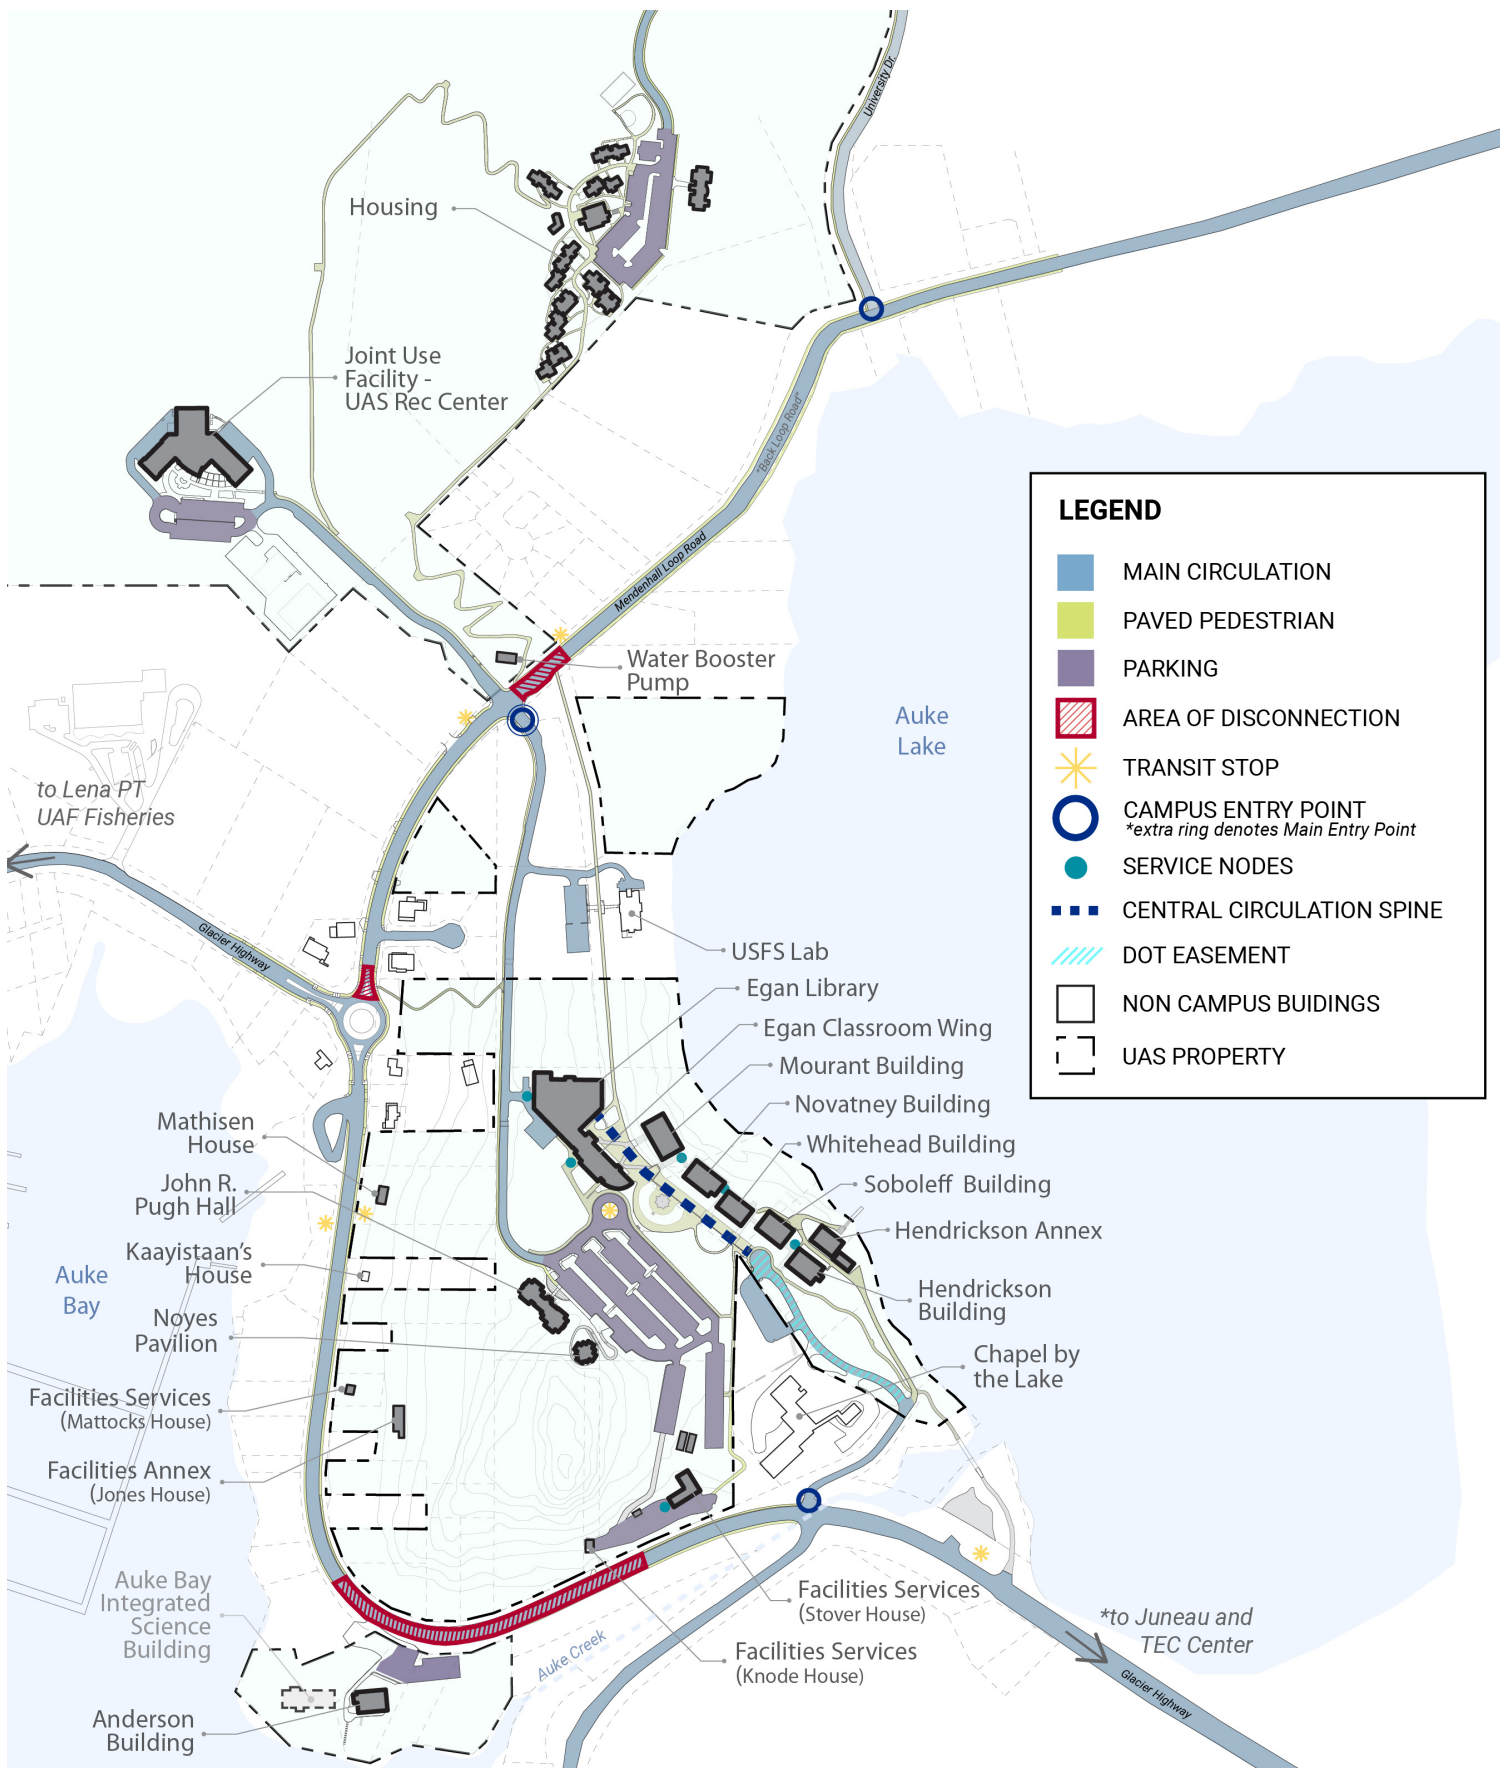 University Dr.
Housing
Joint Use
Facility -
UAS Rec Center
"Back Loop Road"
Mendenhall Loop Road
Water Booster
Pump
Auke
Lake
to Lena PT
UAF Fisheries
Glacier Highway
USFS Lab
Egan Library
Egan Classroom Wing
Mourant Building
Novatney Building
Whitehead Building
Soboleff Building
Hendrickson Annex
Hendrickson
Building
Chapel by
the Lake
Mathisen
House
John R.
Pugh Hall
Kaayistaan's
House
Auke
Bay
Noyes
Pavilion
Facilities Services
(Mattocks House)
Facilities Annex
(Jones House)
Auke Bay
Integrated
Science
Building
Anderson
Building
Auke Creek
Facilities Services
(Stover House)
Facilities Services
(Knode House)
*to Juneau and
TEC Center
Glacier Highway
LEGEND
MAIN CIRCULATION
PAVED PEDESTRIAN
PARKING
AREA OF DISCONNECTION
TRANSIT STOP
CAMPUS ENTRY POINT
*extra ring denotes Main Entry Point
SERVICE NODES
CENTRAL CIRCULATION SPINE
DOT EASEMENT
NON CAMPUS BUIDINGS
UAS PROPERTY